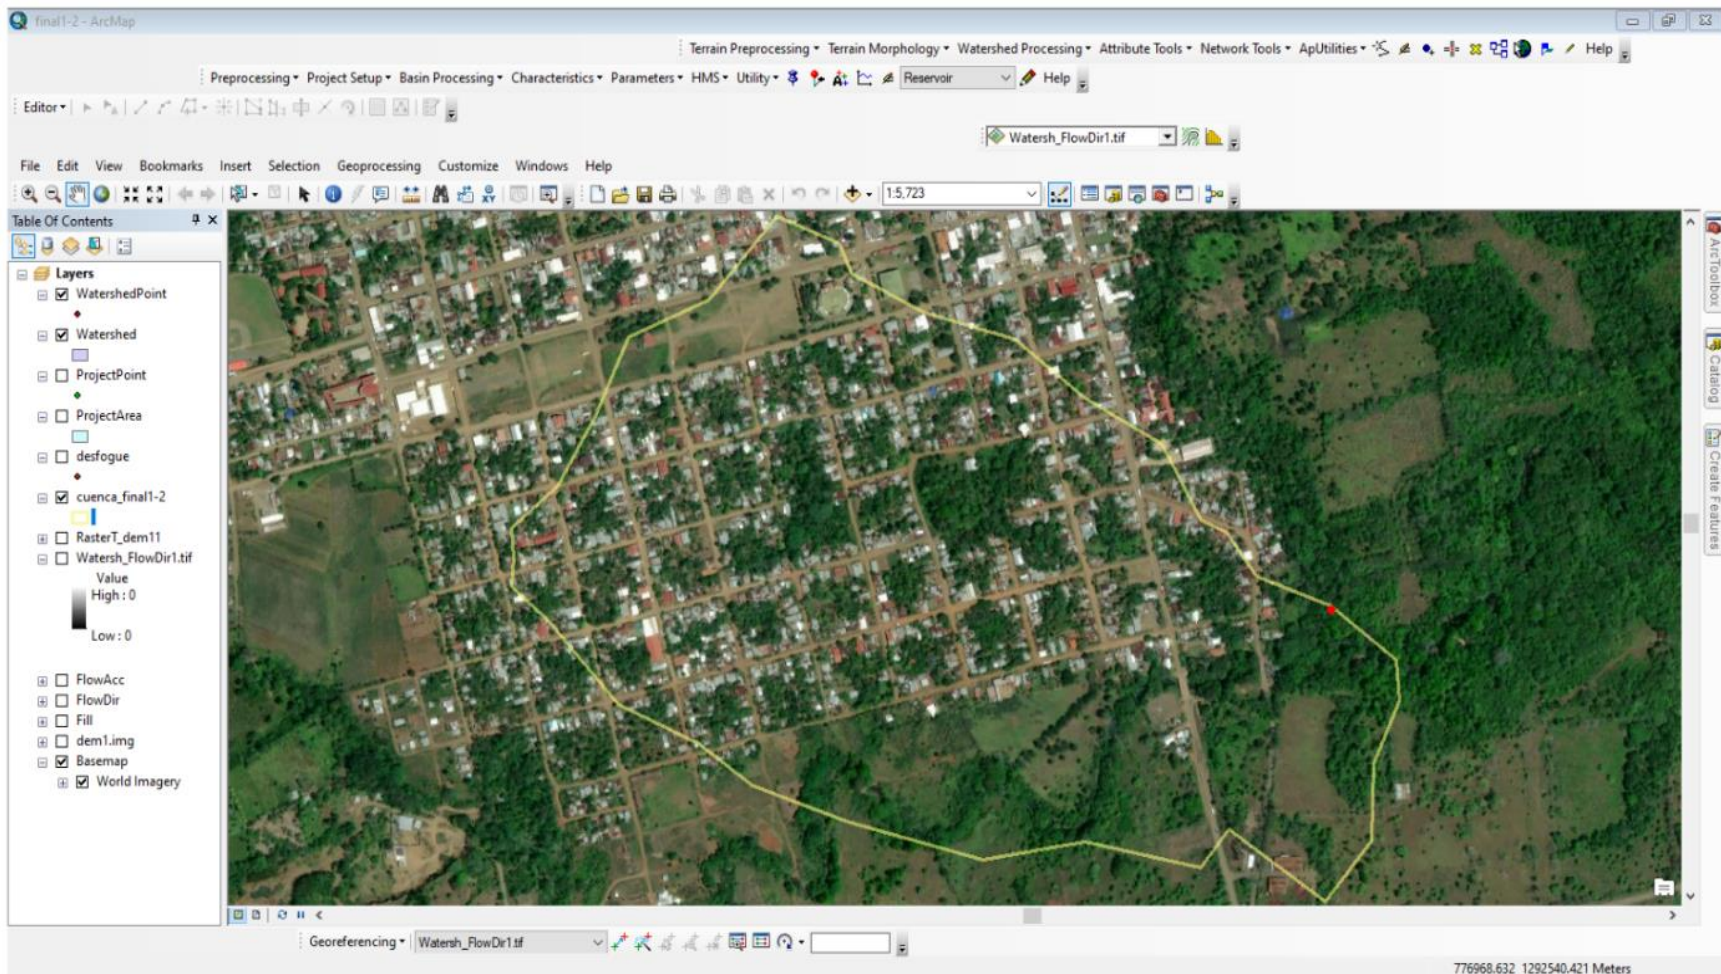 final1-2 - ArcMap
Terrain Preprocessing Terrain Morphology Watershed Processing Attribute Tools Network Tools ApUtilities Help
Preprocessing Project Setup Basin Processing Characteristics Parameters HMS Utility Reservoir Help
Editor
Watersh_FlowDir1.tif
File Edit View Bookmarks Insert Selection Geoprocessing Customize Windows Help
1:5,723
Table Of Contents
Layers
WatershedPoint
Watershed
ProjectPoint
ProjectArea
desfogue
cuenca_final1-2
RasterT_dem11
Watersh_FlowDir1.tif
Value
High : 0
Low : 0
FlowAcc
FlowDir
Fill
dem1.img
Basemap
World Imagery
ArcToolbox
Catalog
Create Features
Georeferencing Watersh_FlowDir1.tif
776968.632 1292540.421 Meters